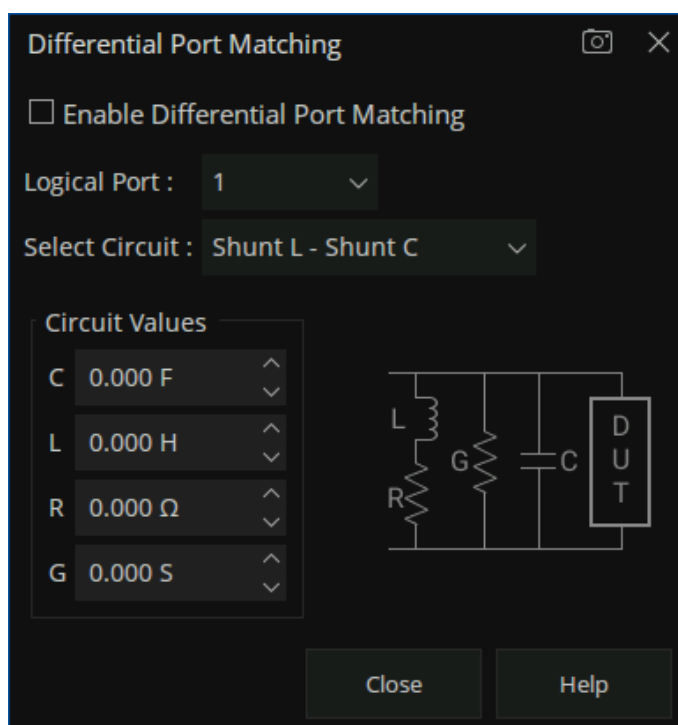 Differential Port Matching
Enable Differential Port Matching
Logical Port : 1
Select Circuit : Shunt L - Shunt C
Circuit Values
C 0.000 F
L 0.000 H
R 0.000 Ω
G 0.000 S
L
R
G
C
D
U
T
Close Help